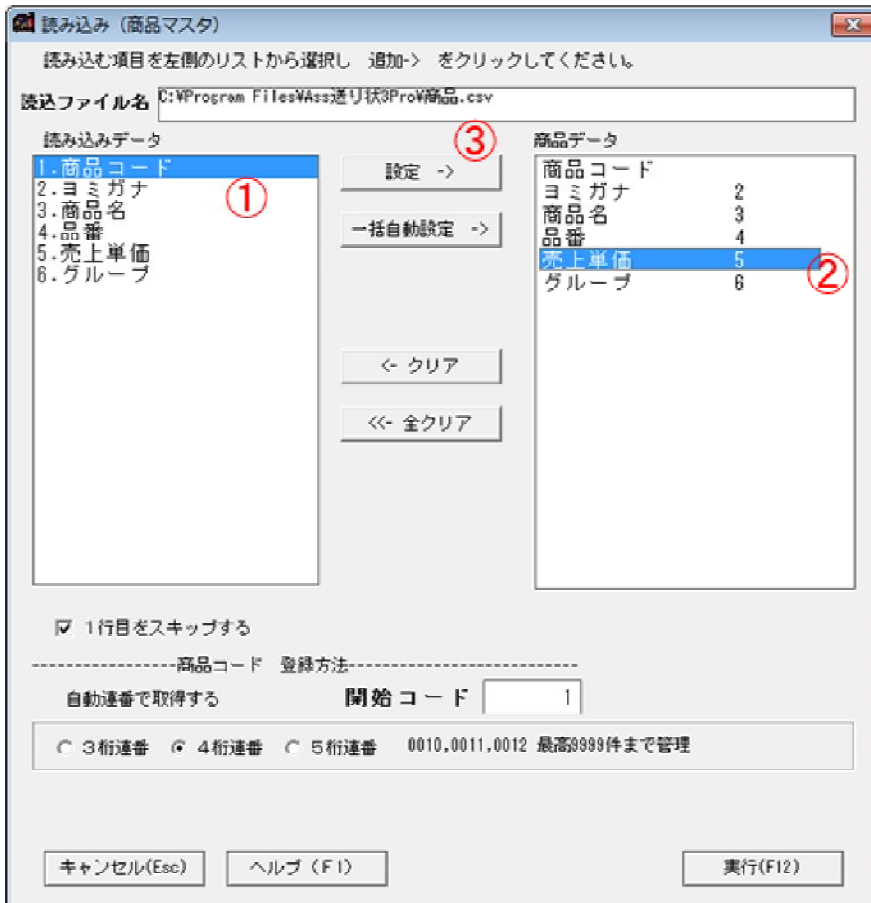 読み込み（商品マスタ）
読み込む項目を左側のリストから選択し　追加-> をクリックしてください。
読込ファイル名 C:¥Program Files¥Ass送り状3Pro¥商品.csv
読み込みデータ
1.商品コード
2.ヨミガナ
3.商品名
4.品番
5.売上単価
6.グループ
①
③
設定 ->
一括自動設定 ->
<- クリア
<<- 全クリア
商品データ
商品コード
ヨミガナ 2
商品名 3
品番 4
売上単価 5
グループ 6
②
1行目をスキップする
-----------------商品コード　登録方法---------------------------
自動連番で取得する 開始コード 1
3桁連番 4桁連番 5桁連番 0010,0011,0012 最高9999件まで管理
キャンセル(Esc) ヘルプ（F1） 実行(F12)